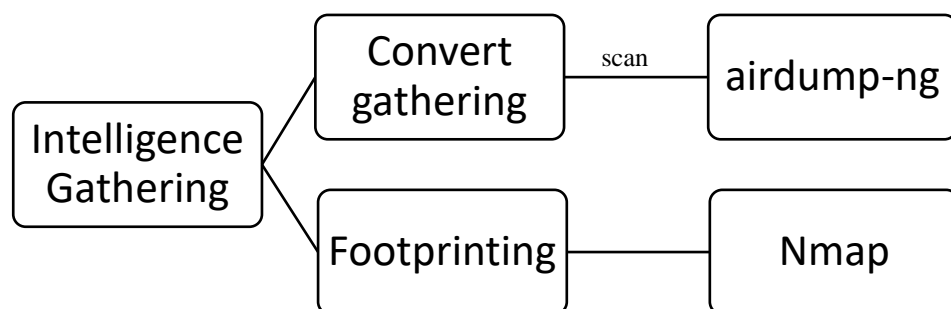 Convert
gathering
scan
airdump-ng
Intelligence
Gathering
Footprinting
Nmap